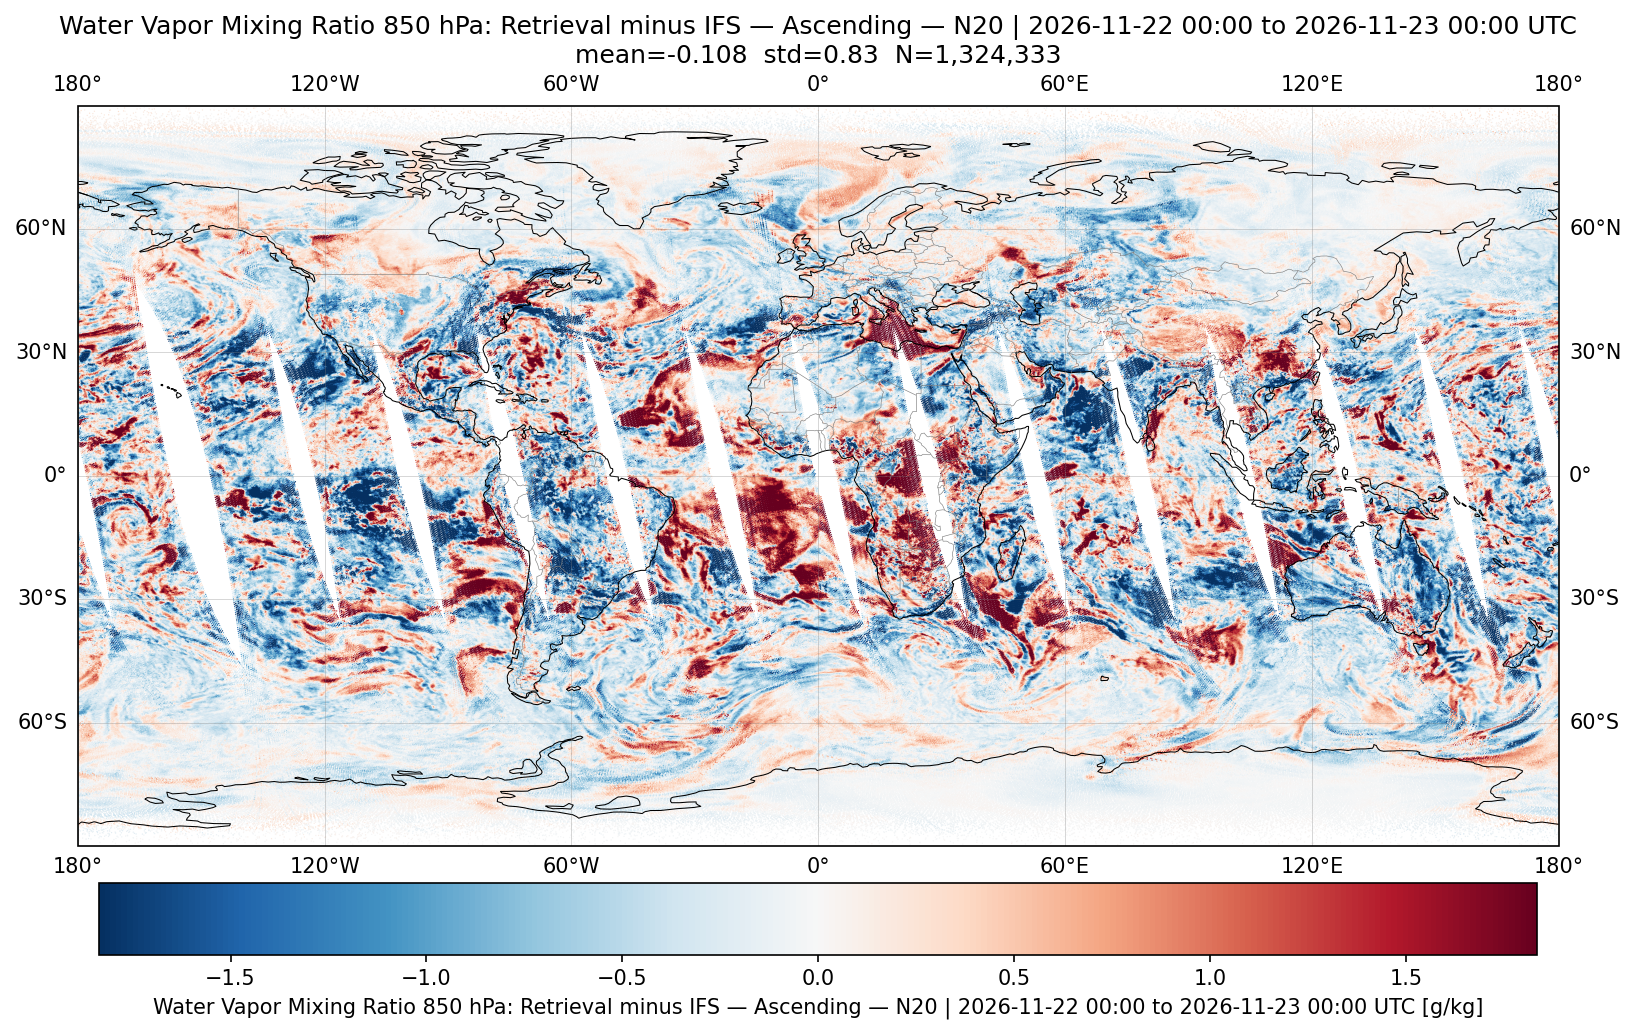 Water Vapor Mixing Ratio 850 hPa: Retrieval minus IFS — Ascending — N20 | 2026-11-22 00:00 to 2026-11-23 00:00 UTC
mean=-0.108  std=0.83  N=1,324,333
180° 120°W 60°W 0° 60°E 120°E 180°
60°N 60°N
30°N 30°N
0° 0°
30°S 30°S
60°S 60°S
180° 120°W 60°W 0° 60°E 120°E 180°
−1.5 −1.0 −0.5 0.0 0.5 1.0 1.5
Water Vapor Mixing Ratio 850 hPa: Retrieval minus IFS — Ascending — N20 | 2026-11-22 00:00 to 2026-11-23 00:00 UTC [g/kg]